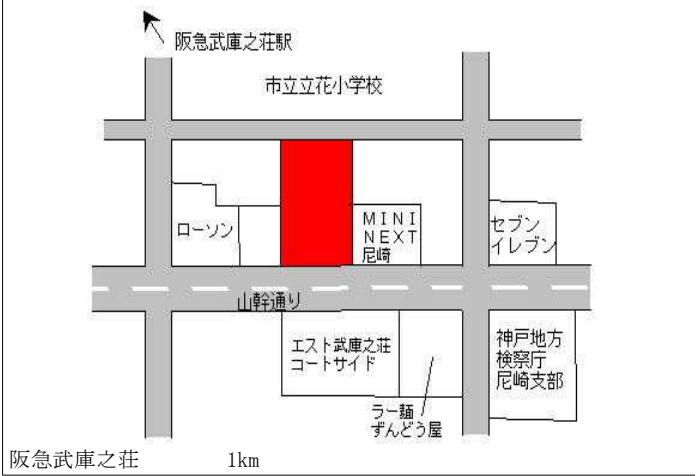 阪急武庫之荘駅
市立立花小学校
ローソン
ＭＩＮＩ
ＮＥＸＴ
尼崎
セブン
イレブン
山幹通り
エスト武庫之荘
コートサイド
神戸地方
検察庁
尼崎支部
ラー麺
ずんどう屋
阪急武庫之荘 1km